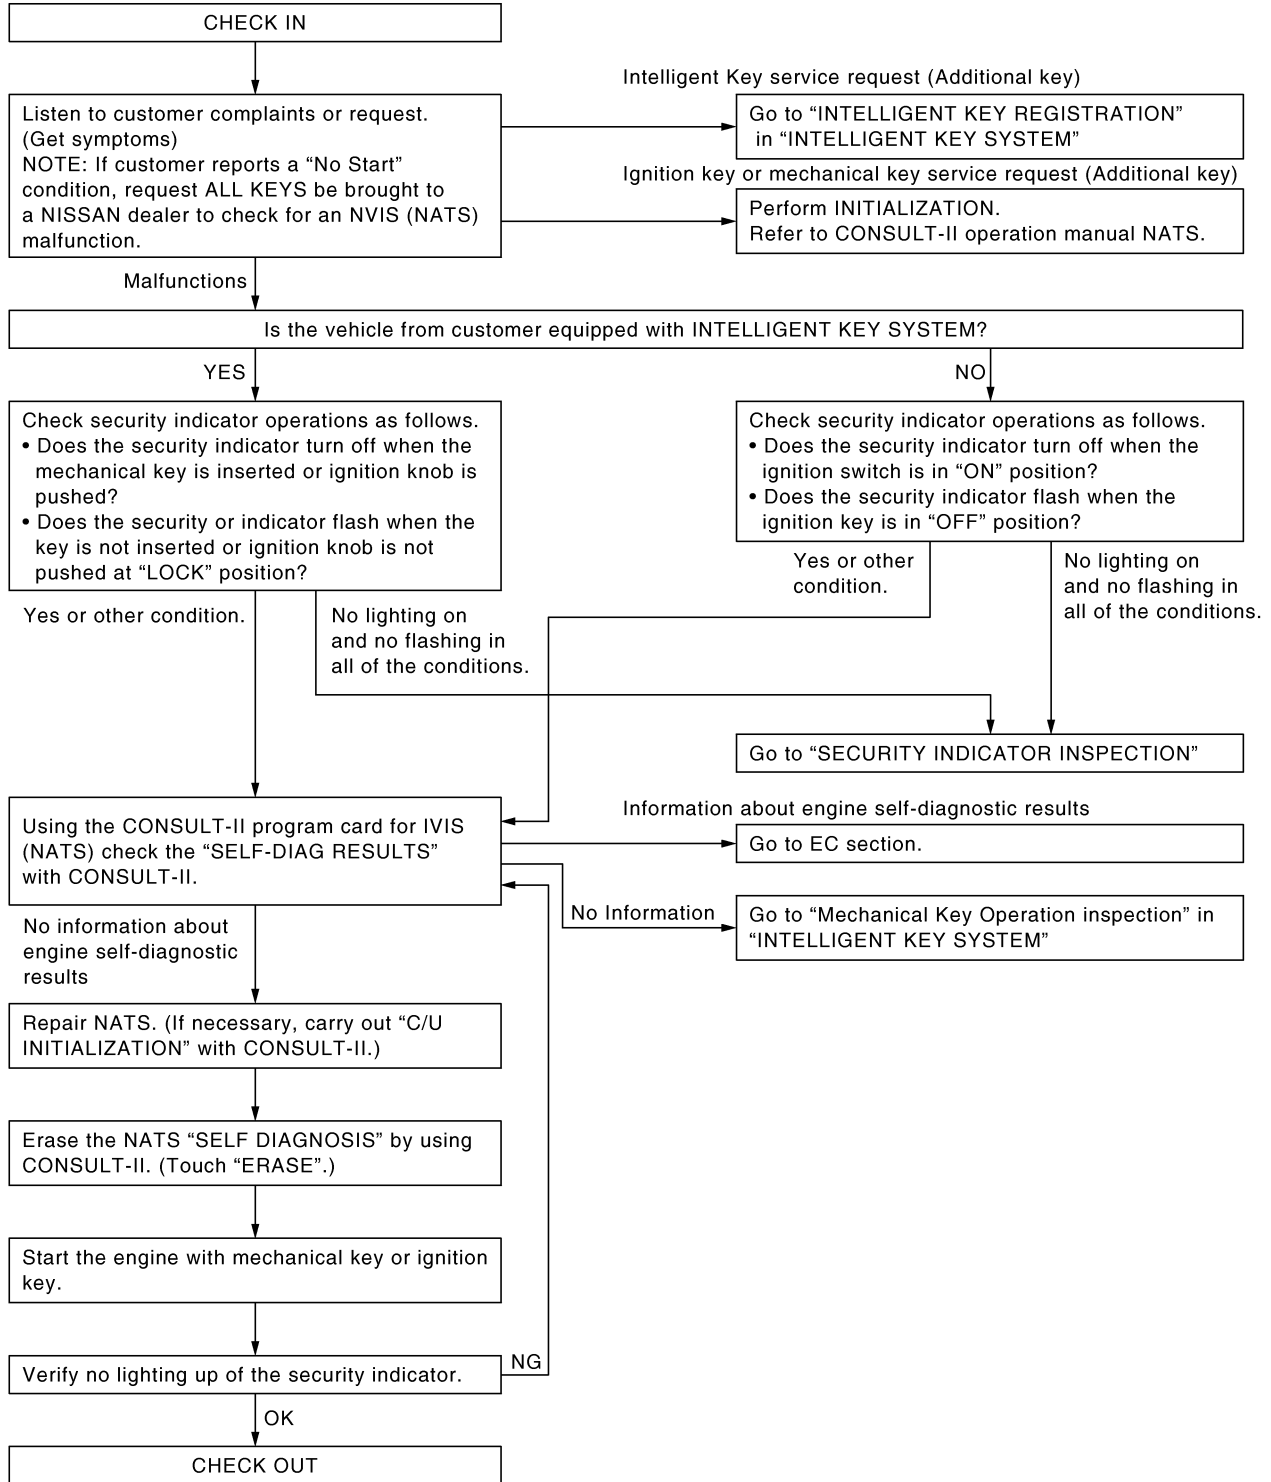 CHECK IN
Intelligent Key service request (Additional key)
Listen to customer complaints or request.
(Get symptoms)
NOTE: If customer reports a “No Start”
condition, request ALL KEYS be brought to
a NISSAN dealer to check for an NVIS (NATS)
malfunction.
Go to “INTELLIGENT KEY REGISTRATION”
in “INTELLIGENT KEY SYSTEM”
Ignition key or mechanical key service request (Additional key)
Perform INITIALIZATION.
Refer to CONSULT-II operation manual NATS.
Malfunctions
Is the vehicle from customer equipped with INTELLIGENT KEY SYSTEM?
YES
NO
Check security indicator operations as follows.
• Does the security indicator turn off when the
mechanical key is inserted or ignition knob is
pushed?
• Does the security or indicator flash when the
key is not inserted or ignition knob is not
pushed at “LOCK” position?
Check security indicator operations as follows.
• Does the security indicator turn off when the
ignition switch is in “ON” position?
• Does the security indicator flash when the
ignition key is in “OFF” position?
Yes or other
condition.
No lighting on
and no flashing in
all of the conditions.
Yes or other condition.
No lighting on
and no flashing in
all of the conditions.
Go to “SECURITY INDICATOR INSPECTION”
Using the CONSULT-II program card for IVIS
(NATS) check the “SELF-DIAG RESULTS”
with CONSULT-II.
Information about engine self-diagnostic results
Go to EC section.
No Information
Go to “Mechanical Key Operation inspection” in
“INTELLIGENT KEY SYSTEM”
No information about
engine self-diagnostic
results
Repair NATS. (If necessary, carry out “C/U
INITIALIZATION” with CONSULT-II.)
Erase the NATS “SELF DIAGNOSIS” by using
CONSULT-II. (Touch “ERASE”.)
Start the engine with mechanical key or ignition
key.
Verify no lighting up of the security indicator.
NG
OK
CHECK OUT